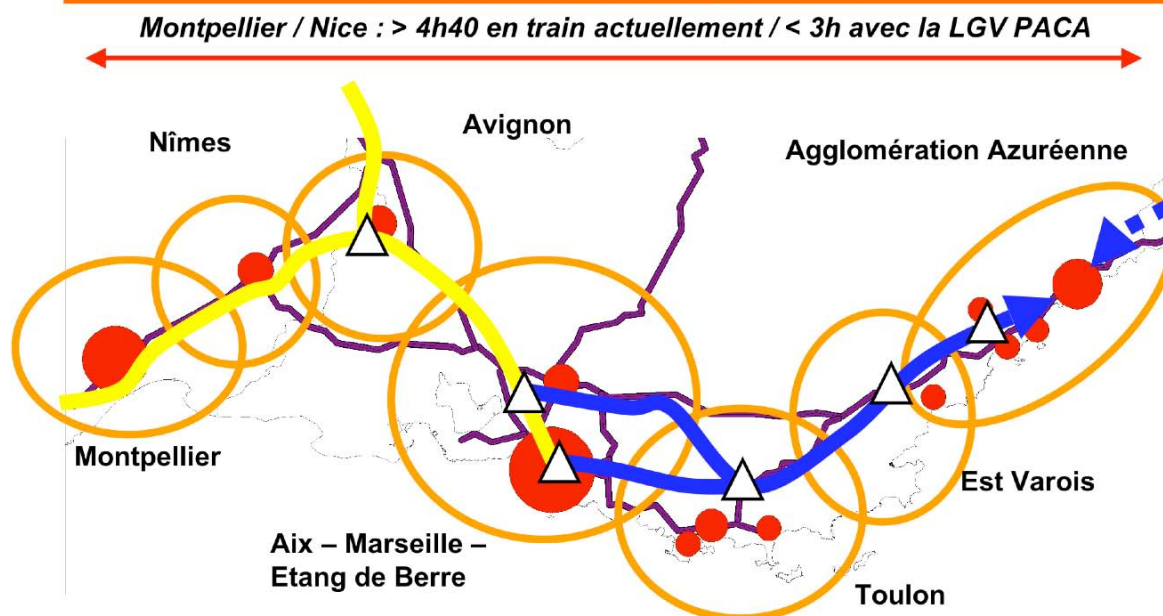 Montpellier / Nice : > 4h40 en train actuellement / < 3h avec la LGV PACA
Avignon
Nîmes
Agglomération Azuréenne
Montpellier
Est Varois
Aix – Marseille –
Etang de Berre
Toulon